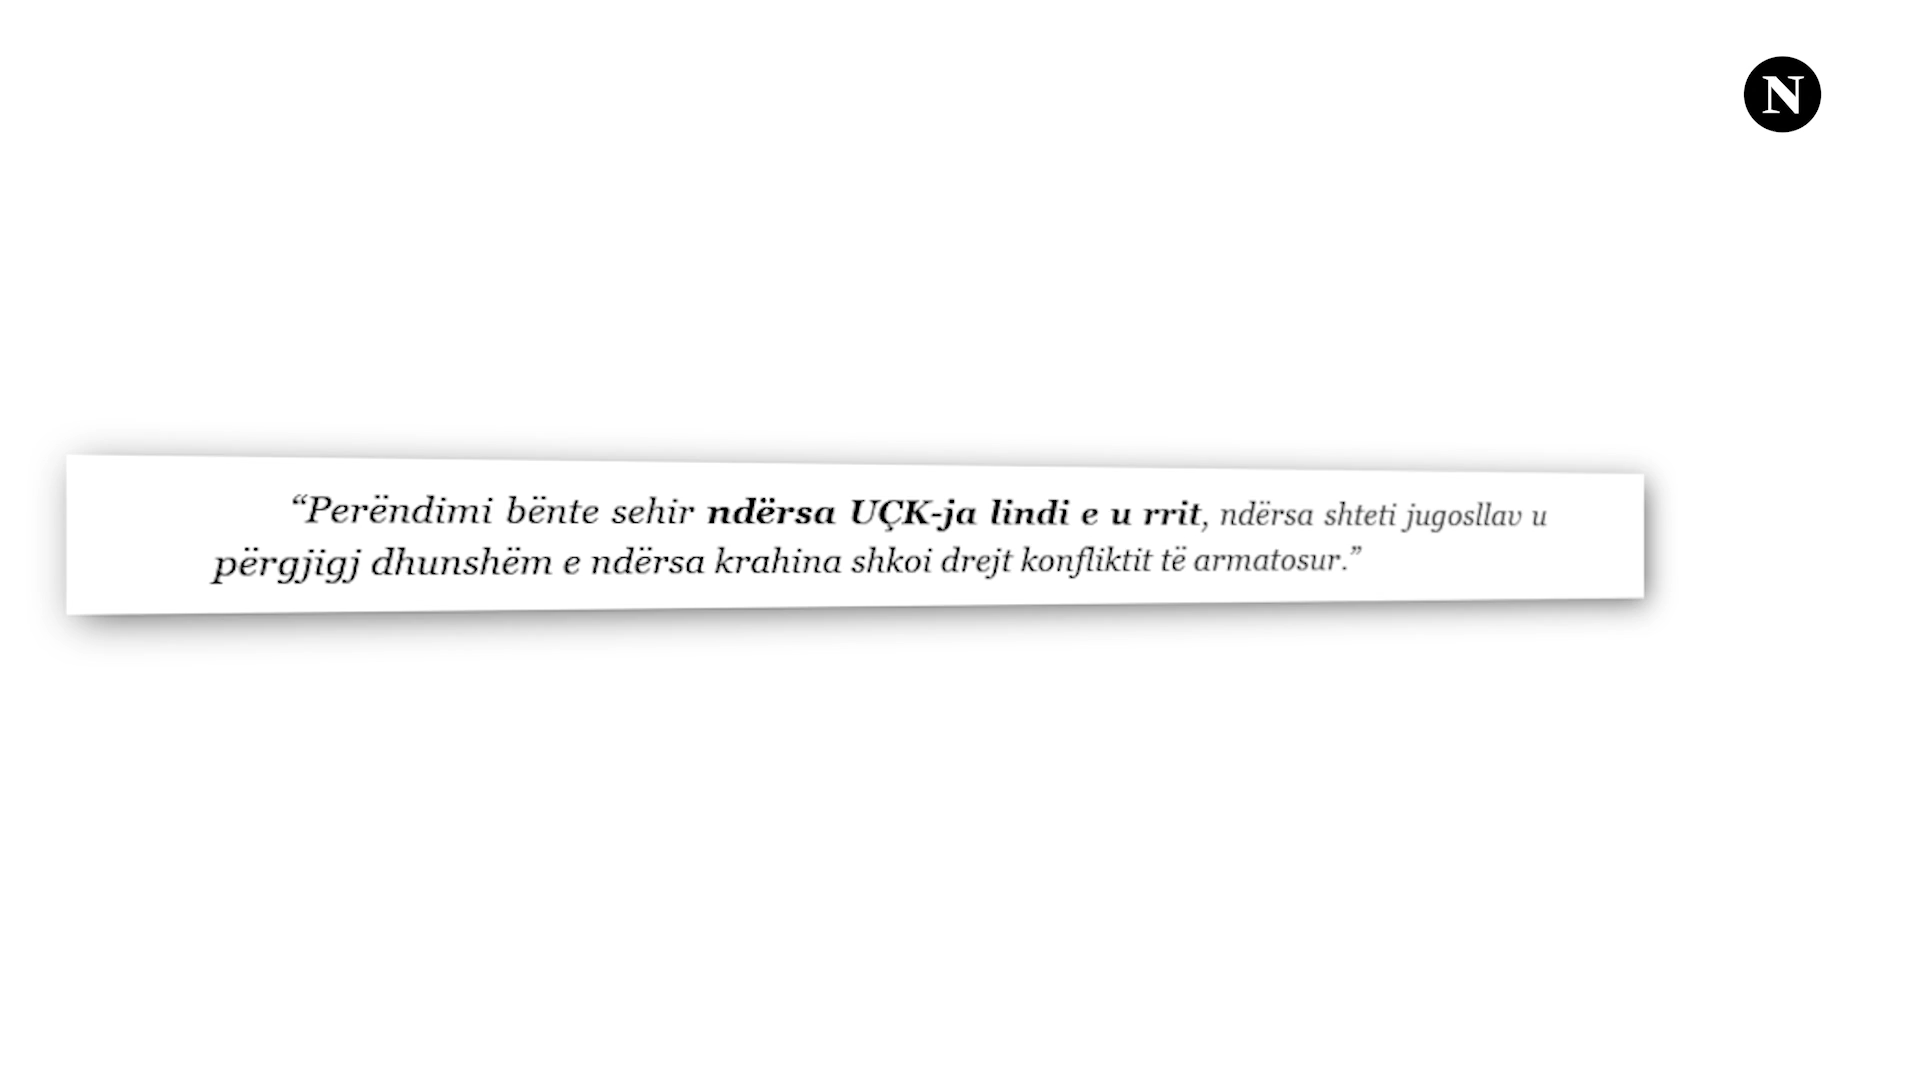 N
“Perëndimi bënte sehir ndërsa UÇK-ja lindi e u rrit, ndërsa shteti jugosllav u
përgjigj dhunshëm e ndërsa krahina shkoi drejt konfliktit të armatosur.”